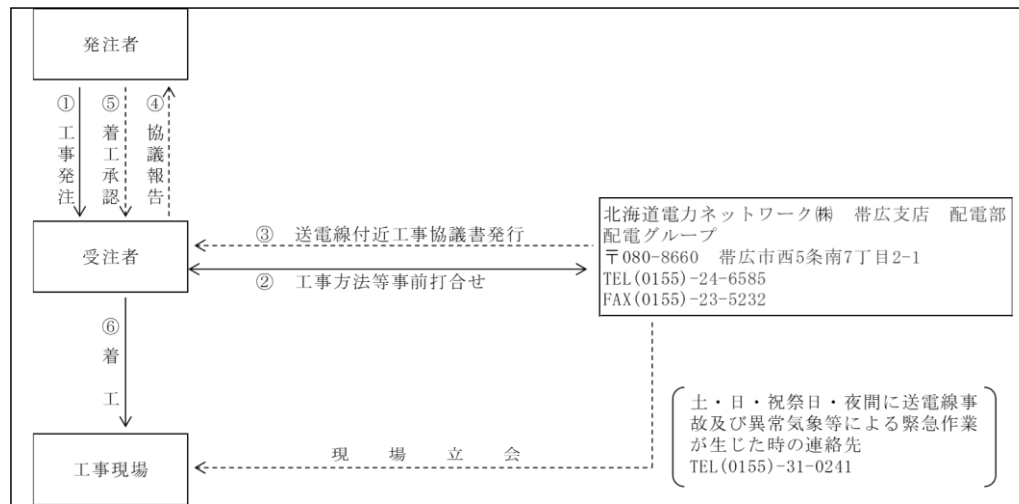 発注者
① 工事発注
⑤ 着工承認
④ 協議報告
受注者
③ 送電線付近工事協議書発行
② 工事方法等事前打合せ
北海道電力ネットワーク㈱ 帯広支店 配電部
配電グループ
〒080-8660 帯広市西5条南7丁目2-1
TEL(0155)-24-6585
FAX(0155)-23-5232
⑥ 着工
土・日・祝祭日・夜間に送電線事
故及び異常気象等による緊急作業
が生じた時の連絡先
TEL(0155)-31-0241
工事現場
現場立会